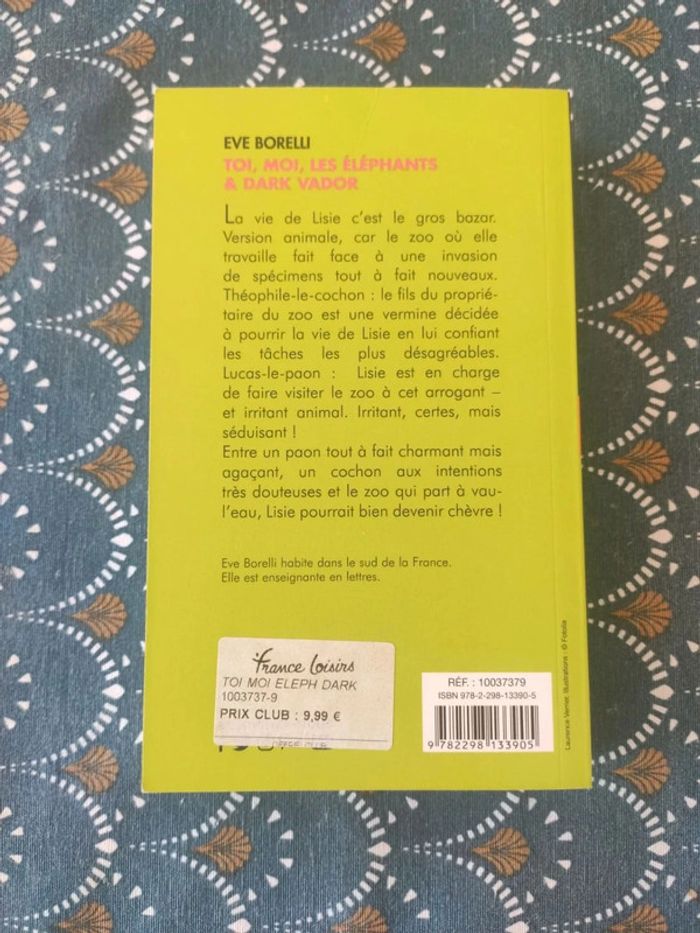 EVE BORELLI
TOI, MOI, LES ÉLÉPHANTS
& DARK VADOR
La vie de Lisie c'est le gros bazar.
Version animale, car le zoo où elle
travaille fait face à une invasion
de spécimens tout à fait nouveaux.
Théophile-le-cochon : le fils du proprié-
taire du zoo est une vermine décidée
à pourrir la vie de Lisie en lui confiant
les tâches les plus désagréables.
Lucas-le-paon : Lisie est en charge
de faire visiter le zoo à cet arrogant –
et irritant animal. Irritant, certes, mais
séduisant !
Entre un paon tout à fait charmant mais
agaçant, un cochon aux intentions
très douteuses et le zoo qui part à vau-
l'eau, Lisie pourrait bien devenir chèvre !
Eve Borelli habite dans le sud de la France.
Elle est enseignante en lettres.
France Loisirs
TOI MOI ELEPH DARK
1003737-9
PRIX CLUB : 9,99 €
RÉF. : 10037379
ISBN 978-2-298-13390-5
9 782298 133905
Laurence Verrier. Illustrations : © Fotolia